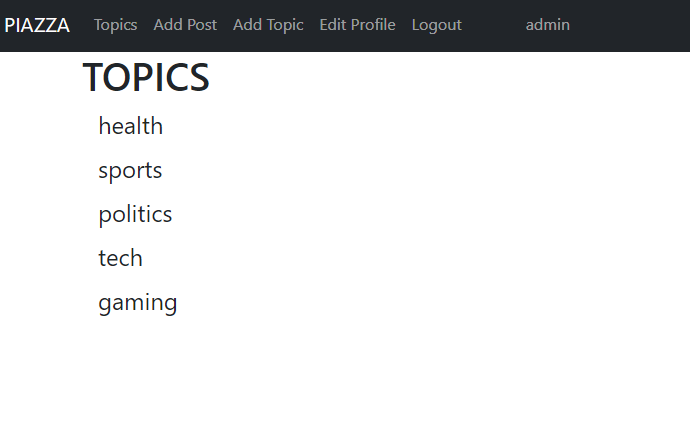 PIAZZA Topics Add Post Add Topic Edit Profile Logout admin
TOPICS
health
sports
politics
tech
gaming